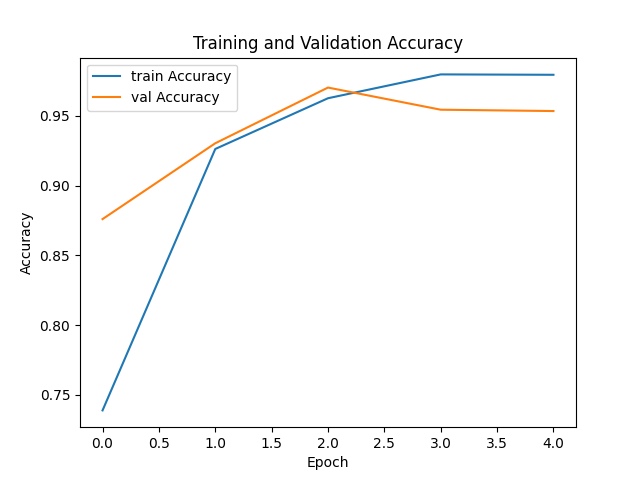 Training and Validation Accuracy
train Accuracy
val Accuracy
Accuracy
0.95
0.90
0.85
0.80
0.75
0.0 0.5 1.0 1.5 2.0 2.5 3.0 3.5 4.0
Epoch